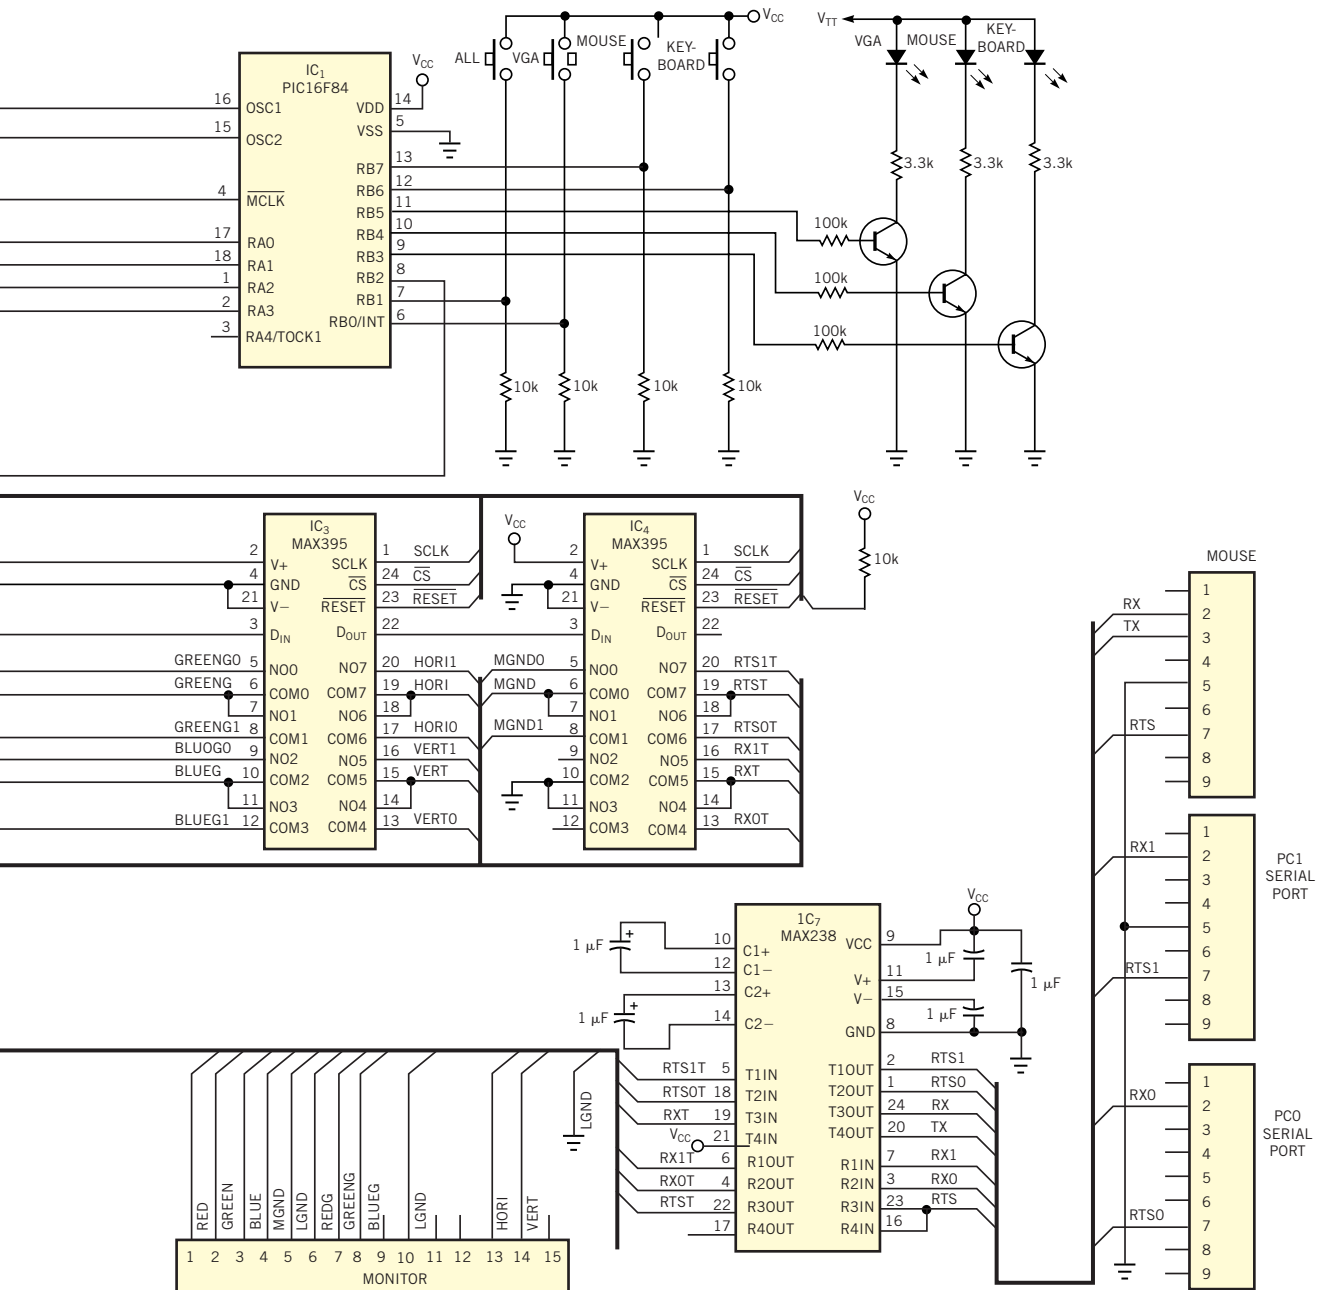 VCC
ALL
VGA
MOUSE
KEY-
BOARD
VTT
VGA
MOUSE
KEY-
BOARD
3.3k
3.3k
3.3k
100k
100k
100k
10k
10k
10k
10k
IC1
PIC16F84
VCC
16 OSC1
15 OSC2
4 MCLK
17 RA0
18 RA1
1 RA2
2 RA3
3 RA4/TOCK1
VDD 14
VSS 5
RB7 13
RB6 12
RB5 11
RB4 10
RB3 9
RB2 8
RB1 7
RB0/INT 6
IC3
MAX395
2 V+
4 GND
21 V−
3 DIN
GREENG0 5 NO0
GREENG 6 COM0
7 NO1
GREENG1 8 COM1
BLUOG0 9 NO2
BLUEG 10 COM2
11 NO3
BLUEG1 12 COM3
SCLK 1 SCLK
CS 24 CS
RESET 23 RESET
DOUT 22
NO7 20 HORI1
COM7 19 HORI
NO6 18
COM6 17 HORI0
NO5 16 VERT1
COM5 15 VERT
NO4 14
COM4 13 VERT0
VCC
IC4
MAX395
2 V+
4 GND
21 V−
3 DIN
MGND0 5 NO0
MGND 6 COM0
7 NO1
MGND1 8 COM1
9 NO2
10 COM2
11 NO3
12 COM3
SCLK 1 SCLK
CS 24 CS
RESET 23 RESET
DOUT 22
NO7 20 RTS1T
COM7 19 RTST
NO6 18
COM6 17 RTS0T
NO5 16 RX1T
COM5 15 RXT
NO4 14
COM4 13 RX0T
VCC
10k
MOUSE
1
RX 2
TX 3
4
5
6
RTS 7
8
9
PC1
SERIAL
PORT
1
RX1 2
3
4
5
6
RTS1 7
8
9
PC0
SERIAL
PORT
1
RX0 2
3
4
5
6
RTS0 7
8
9
1C7
MAX238
1 µF +
1 µF +
10 C1+
12 C1−
13 C2+
14 C2−
RTS1T 5 T1IN
RTS0T 18 T2IN
RXT 19 T3IN
VCC 21 T4IN
RX1T 6 R1OUT
RX0T 4 R2OUT
RTST 22 R3OUT
17 R4OUT
VCC
VCC 9
V+ 11
V− 15
GND 8
1 µF
1 µF
1 µF
T1OUT 2 RTS1
T2OUT 1 RTS0
T3OUT 24 RX
T4OUT 20 TX
R1IN 7 RX1
R2IN 3 RX0
R3IN 23 RTS
R4IN 16
RED
GREEN
BLUE
MGND
LGND
REDG
GREENG
BLUEG
LGND
HORI
VERT
LGND
1 2 3 4 5 6 7 8 9 10 11 12 13 14 15
MONITOR